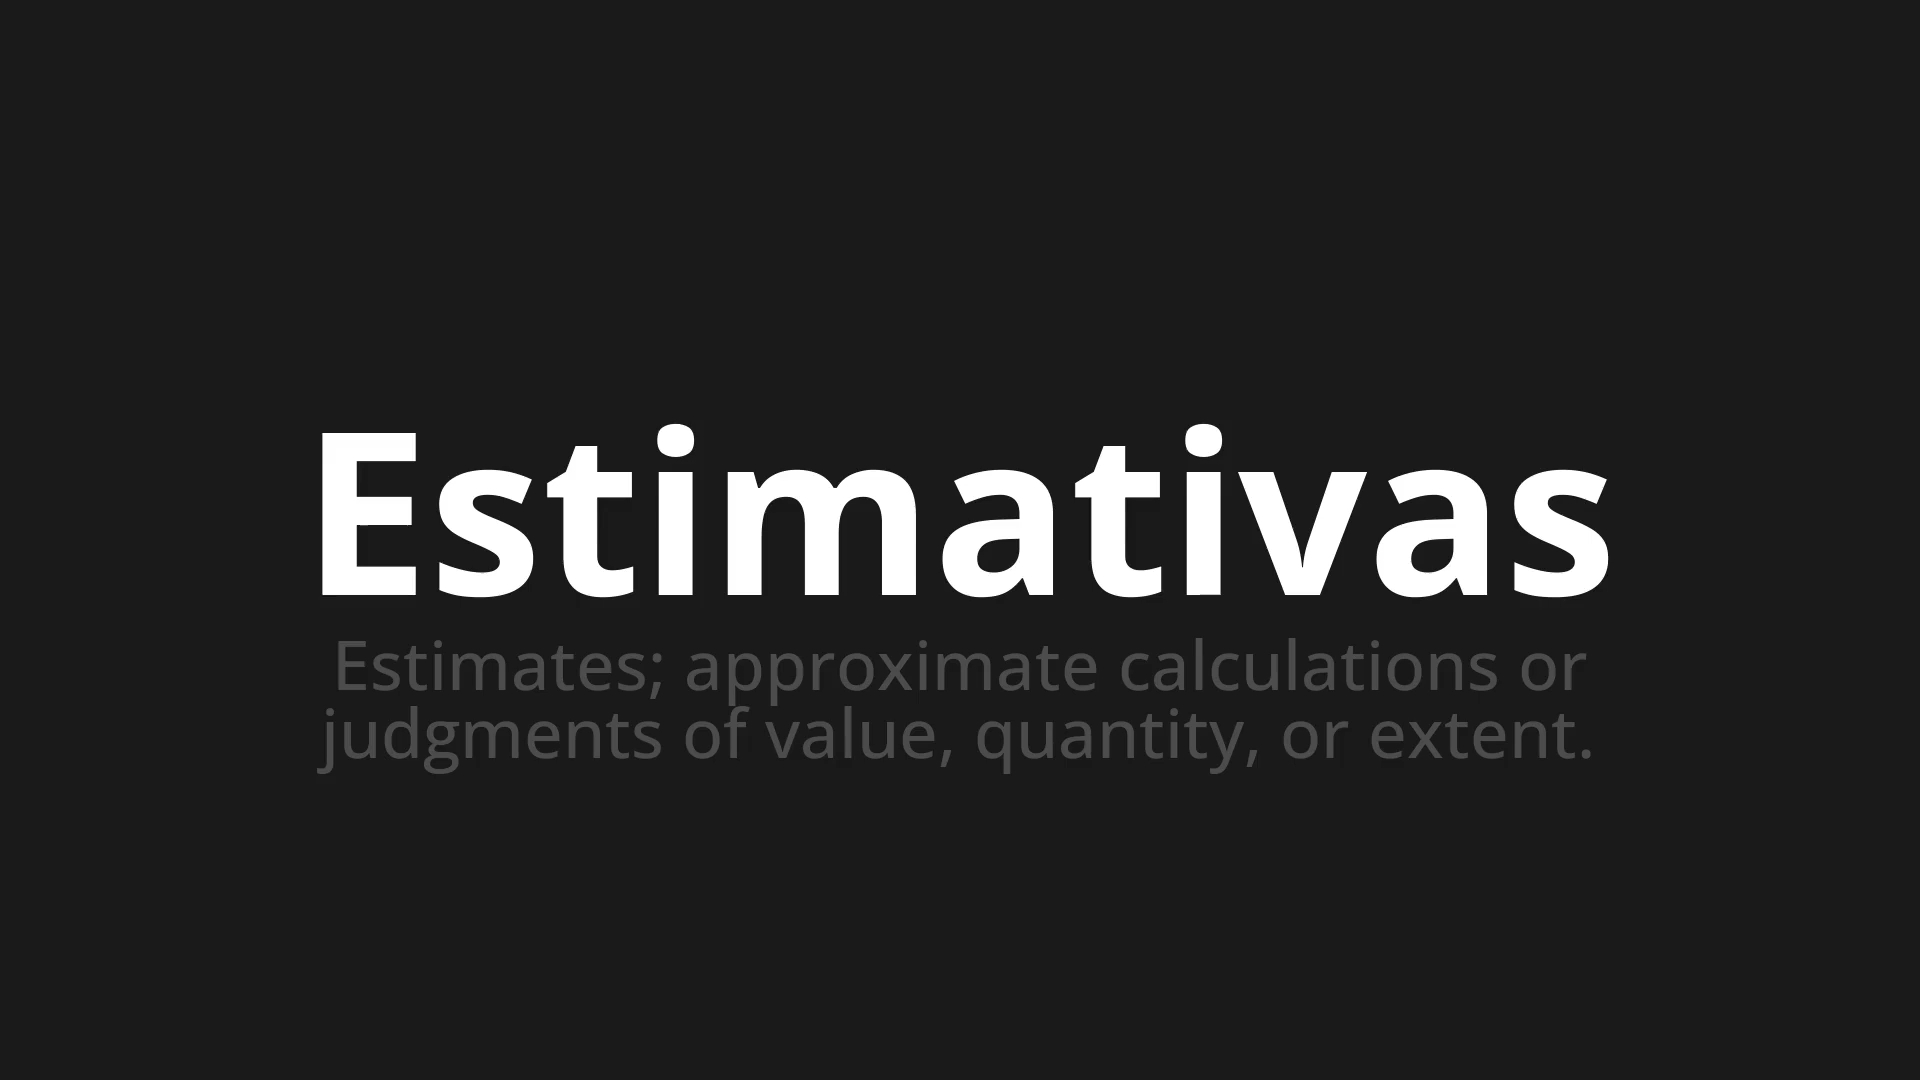 Estimativas
Estimates; approximate calculations or
judgments of value, quantity, or extent.